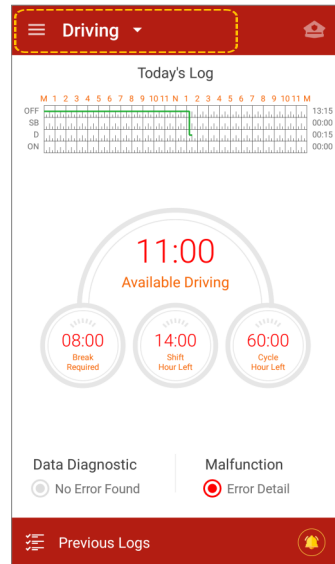 Driving
Today's Log
M 1 2 3 4 5 6 7 8 9 10 11 N 1 2 3 4 5 6 7 8 9 10 11 M
OFF 13:15
SB 00:00
D 00:15
ON 00:00
11:00
Available Driving
08:00
Break
Required
14:00
Shift
Hour Left
60:00
Cycle
Hour Left
Data Diagnostic
No Error Found
Malfunction
Error Detail
Previous Logs